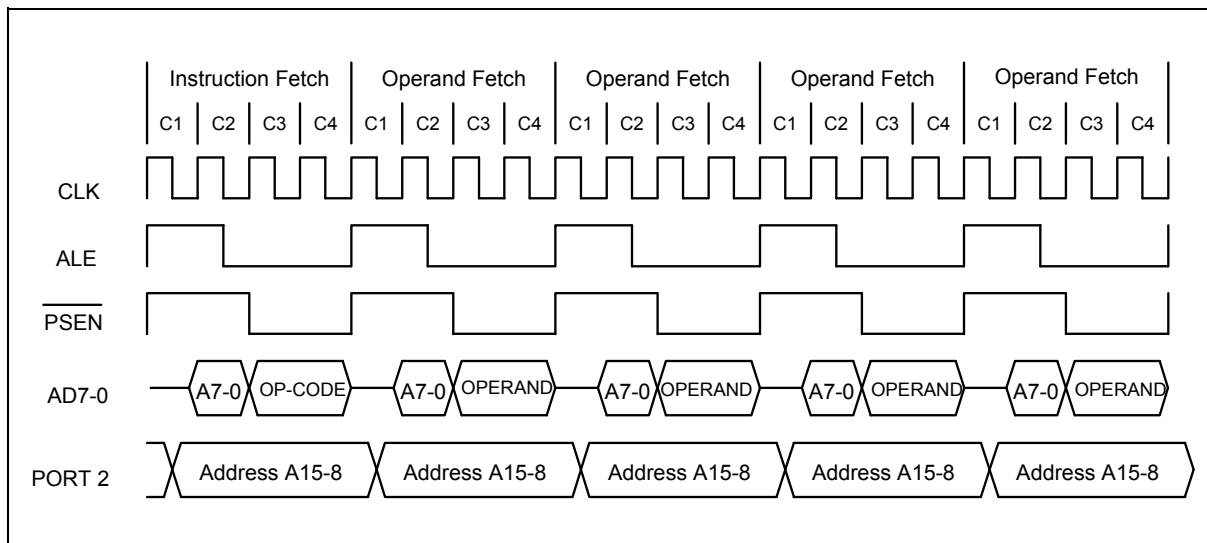 Instruction Fetch Operand Fetch Operand Fetch Operand Fetch Operand Fetch
C1 C2 C3 C4 C1 C2 C3 C4 C1 C2 C3 C4 C1 C2 C3 C4 C1 C2 C3 C4
CLK
ALE
PSEN
AD7-0 A7-0 OP-CODE A7-0 OPERAND A7-0 OPERAND A7-0 OPERAND A7-0 OPERAND
PORT 2 Address A15-8 Address A15-8 Address A15-8 Address A15-8 Address A15-8